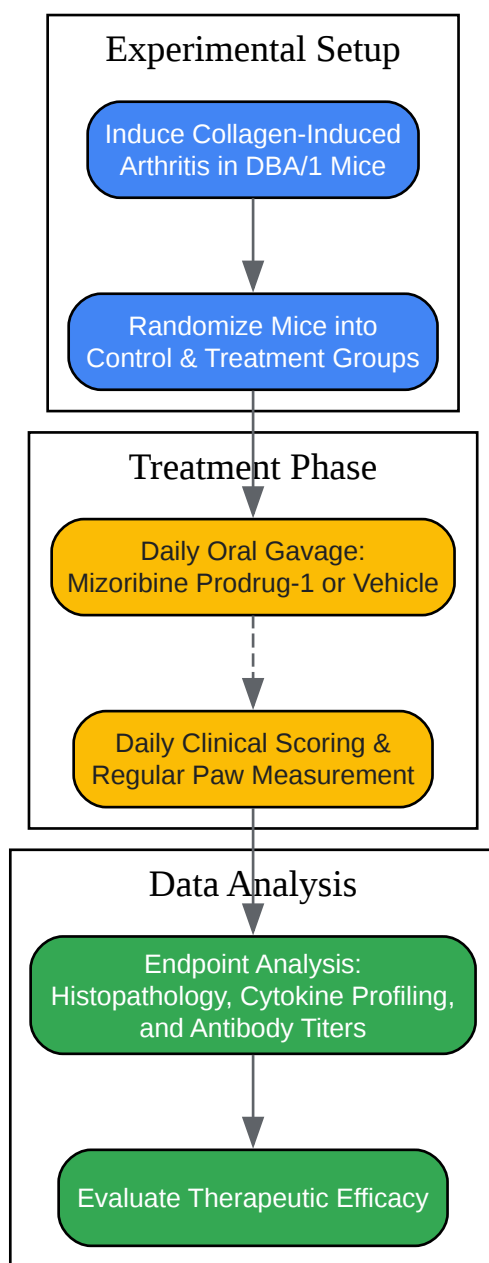 Experimental Setup
Induce Collagen-Induced
Arthritis in DBA/1 Mice
Randomize Mice into
Control & Treatment Groups
Treatment Phase
Daily Oral Gavage:
Mizoribine Prodrug-1 or Vehicle
Daily Clinical Scoring &
Regular Paw Measurement
Data Analysis
Endpoint Analysis:
Histopathology, Cytokine Profiling,
and Antibody Titers
Evaluate Therapeutic Efficacy